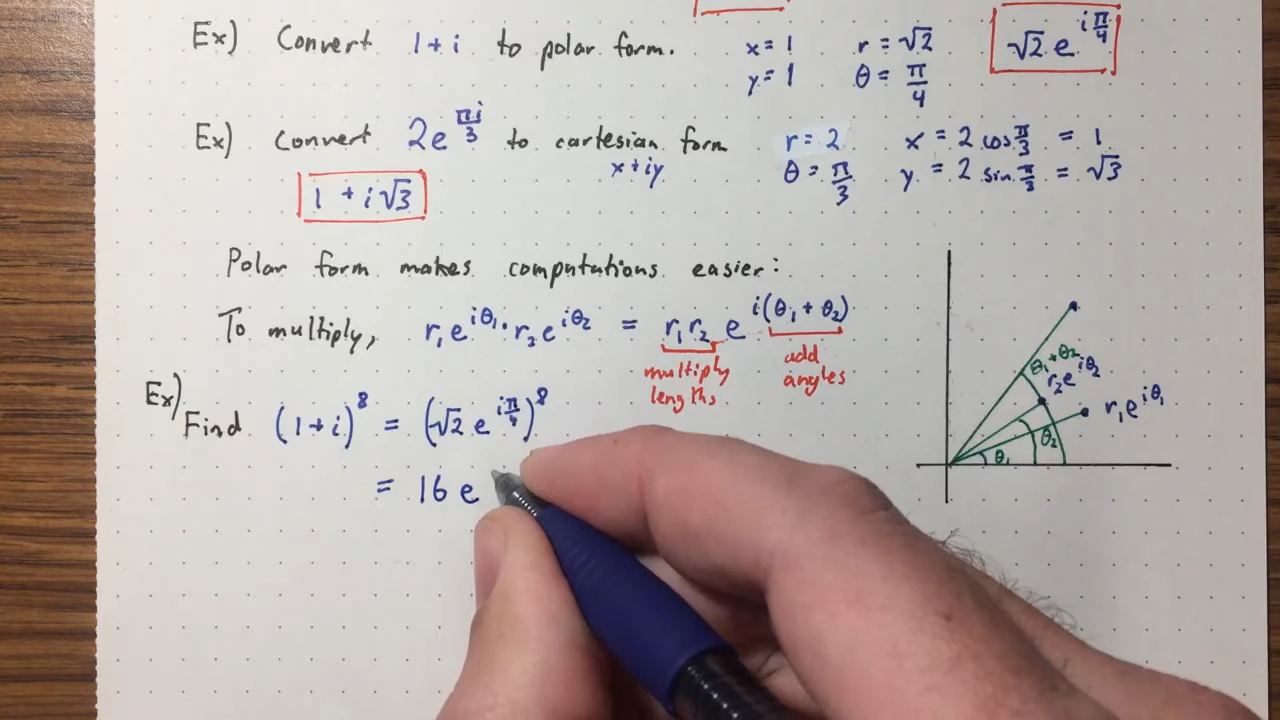 Ex) Convert 1+i to polar form. x=1 r=√2 √2 e^{iπ/4}
y=1 θ=π/4
Ex) Convert 2e^{πi/3} to cartesian form r=2 x = 2 cos π/3 = 1
x+iy θ=π/3 y = 2 sin π/3 = √3
1 + i√3
Polar form makes computations easier:
To multiply, r₁e^{iθ₁} · r₂e^{iθ₂} = r₁r₂ e^{i(θ₁+θ₂)}
multiply lengths
add angles
θ₁+θ₂
r₂e^{iθ₂}
r₁e^{iθ₁}
θ₂
θ₁
Ex)
Find (1+i)^8 = (√2 e^{iπ/4})^8
= 16 e